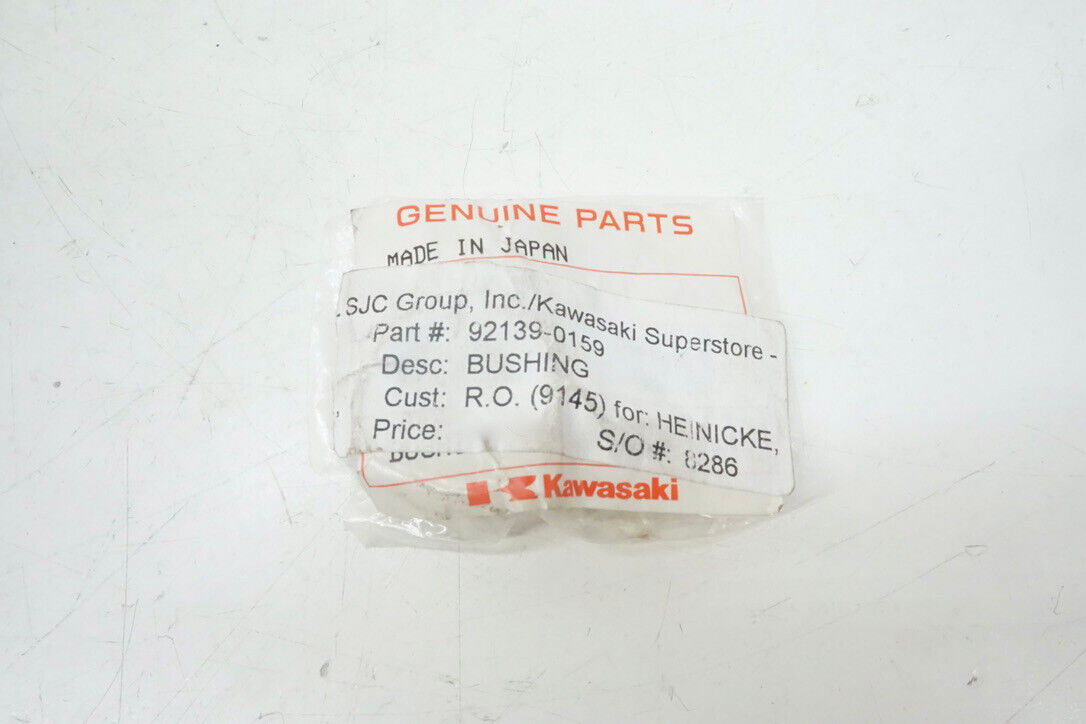 GENUINE PARTS
MADE IN JAPAN
SJC Group, Inc./Kawasaki Superstore -
Part #: 92139-0159
Desc: BUSHING
Cust: R.O. (9145) for: HEINICKE,
Price:
S/O #: 8286
Kawasaki